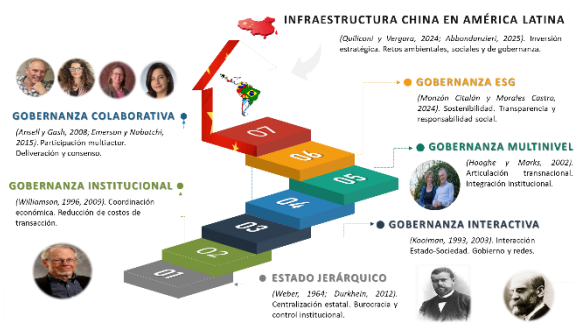 INFRAESTRUCTURA CHINA EN AMÉRICA LATINA
(Quiliconi y Vergara, 2024; Abbondanzieri, 2025). Inversión
estratégica. Retos ambientales, sociales y de gobernanza.
GOBERNANZA ESG
(Monzón Citalán y Morales Castro,
2024). Sostenibilidad. Transparencia y
responsabilidad social.
GOBERNANZA COLABORATIVA
(Ansell y Gash, 2008; Emerson y Nabatchi,
2015). Participación multiactor.
Deliveración y consenso.
GOBERNANZA MULTINIVEL
(Hooghe y Marks, 2002).
Articulación transnacional.
Integración institucional.
GOBERNANZA INSTITUCIONAL
(Williamson, 1996, 2009). Coordinación
económica. Reducción de costos de
transacción.
GOBERNANZA INTERACTIVA
(Kooiman, 1993, 2003). Interacción
Estado-Sociedad. Gobierno y redes.
ESTADO JERÁRQUICO
(Weber, 1964; Durkhein, 2012).
Centralización estatal. Burocracia y
control institucional.
07
06
05
04
03
02
01